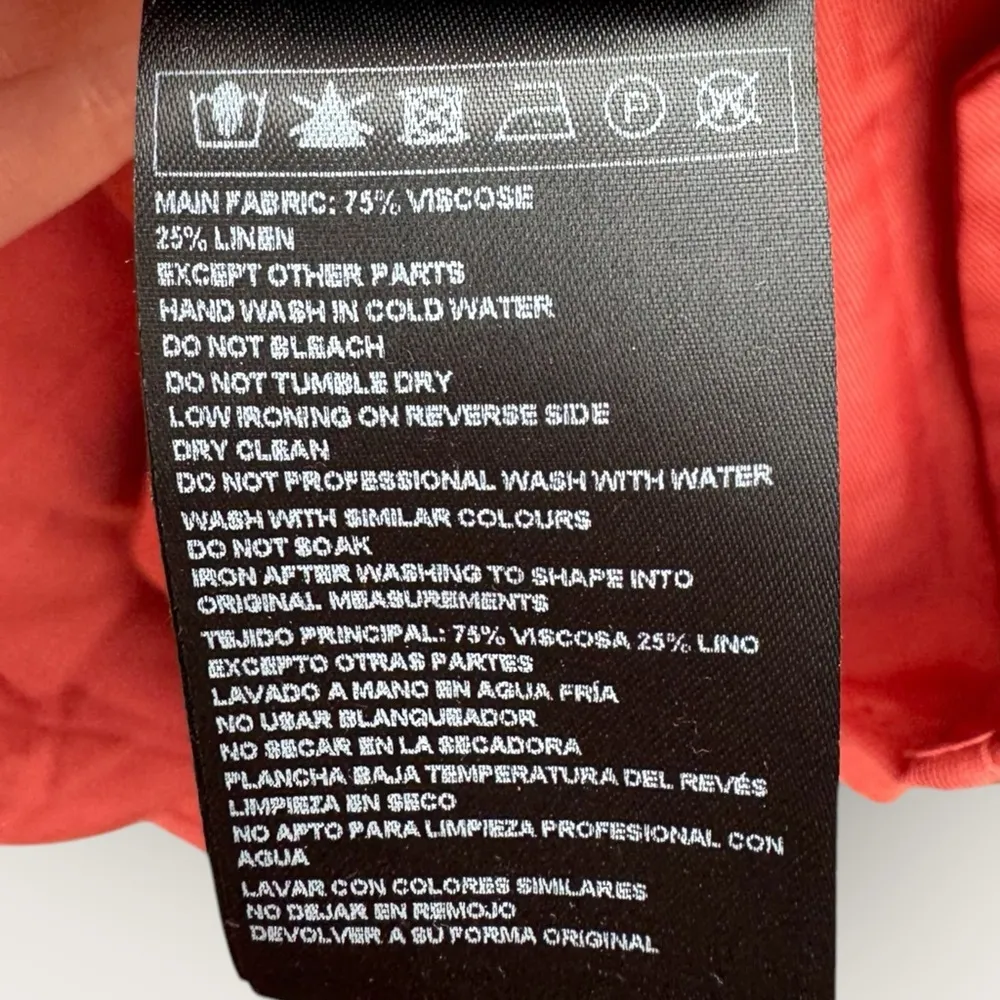 P W
MAIN FABRIC: 75% VISCOSE
25% LINEN
EXCEPT OTHER PARTS
HAND WASH IN COLD WATER
DO NOT BLEACH
DO NOT TUMBLE DRY
LOW IRONING ON REVERSE SIDE
DRY CLEAN
DO NOT PROFESSIONAL WASH WITH WATER
WASH WITH SIMILAR COLOURS
DO NOT SOAK
IRON AFTER WASHING TO SHAPE INTO
ORIGINAL MEASUREMENTS
TEJIDO PRINCIPAL: 75% VISCOSA 25% LINO
EXCEPTO OTRAS PARTES
LAVADO A MANO EN AGUA FRÍA
NO USAR BLANQUEADOR
NO SECAR EN LA SECADORA
PLANCHA BAJA TEMPERATURA DEL REVÉS
LIMPIEZA EN SECO
NO APTO PARA LIMPIEZA PROFESIONAL CON
AGUA
LAVAR CON COLORES SIMILARES
NO DEJAR EN REMOJO
DEVOLVER A SU FORMA ORIGINAL